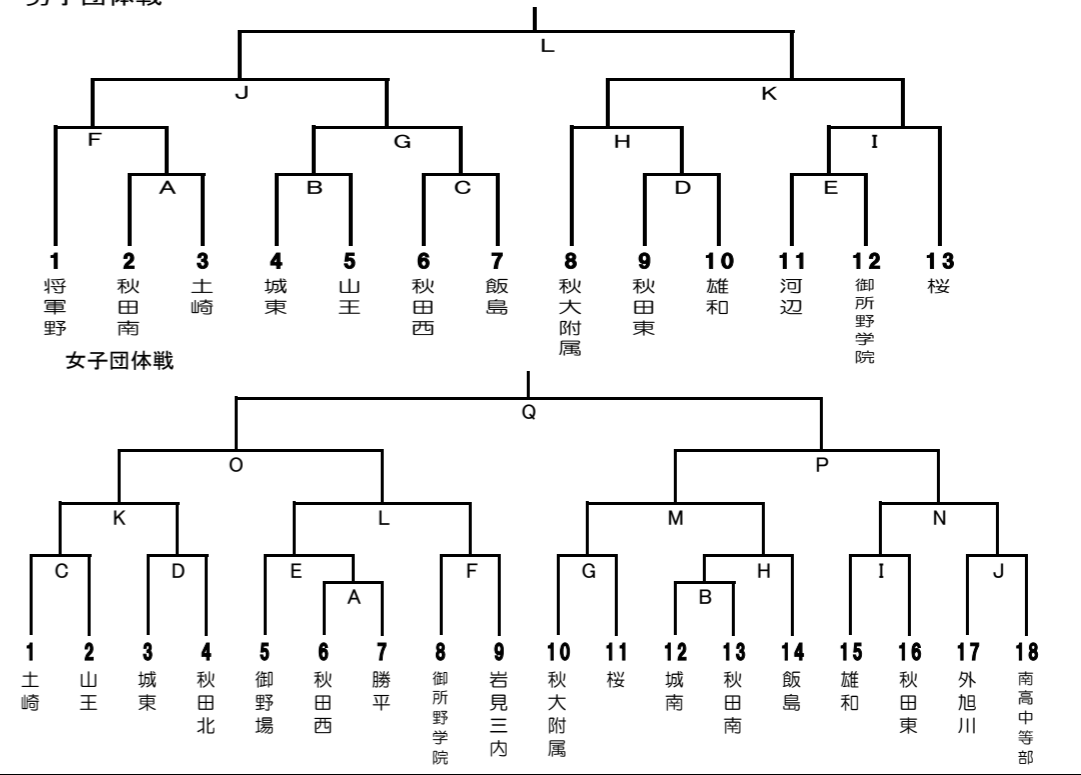 男子団体戦
L
J K
F G H I
A B C D E
1 2 3 4 5 6 7 8 9 10 11 12 13
将軍野 秋田南 土崎 城東 山王 秋田西 飯島 秋大附属 秋田東 雄和 河辺 御所野学院 桜
女子団体戦
Q
O P
K L M N
C D E F G H I J
A B
1 2 3 4 5 6 7 8 9 10 11 12 13 14 15 16 17 18
土崎 山王 城東 秋田北 御野場 秋田西 勝平 御所野学院 岩見三内 秋大附属 桜 城南 秋田南 飯島 雄和 秋田東 外旭川 南高中等部